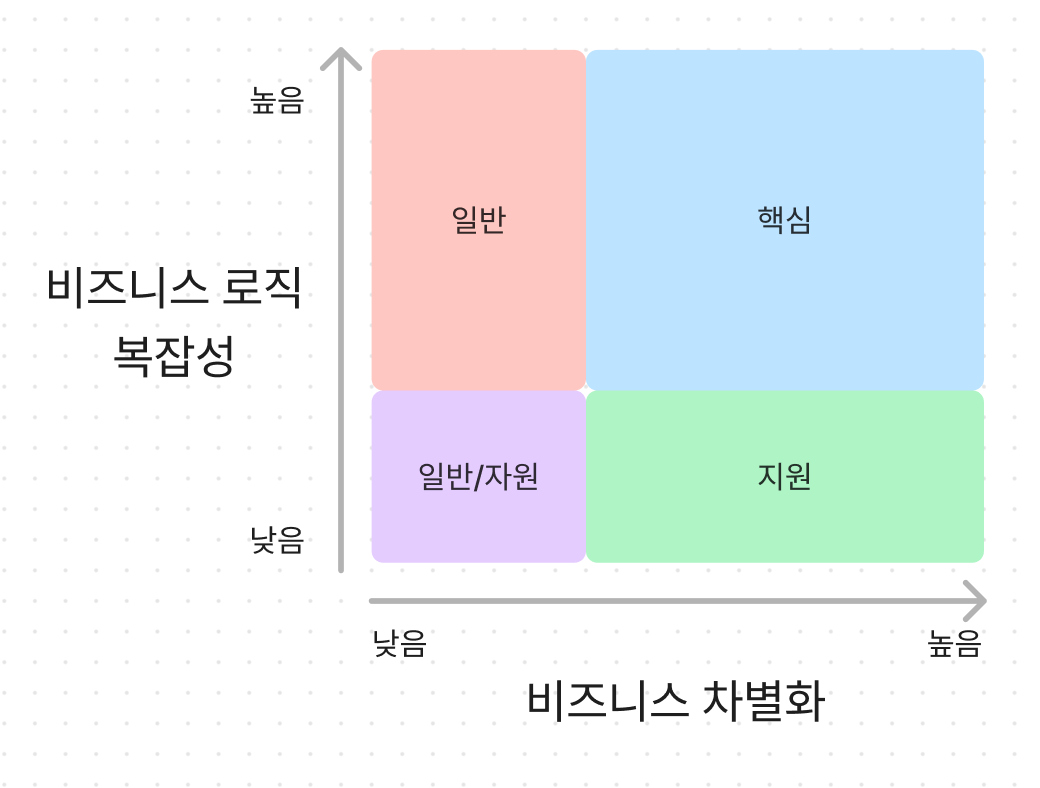 높음
일반
핵심
비즈니스 로직
복잡성
일반/자원
지원
낮음
낮음
높음
비즈니스 차별화